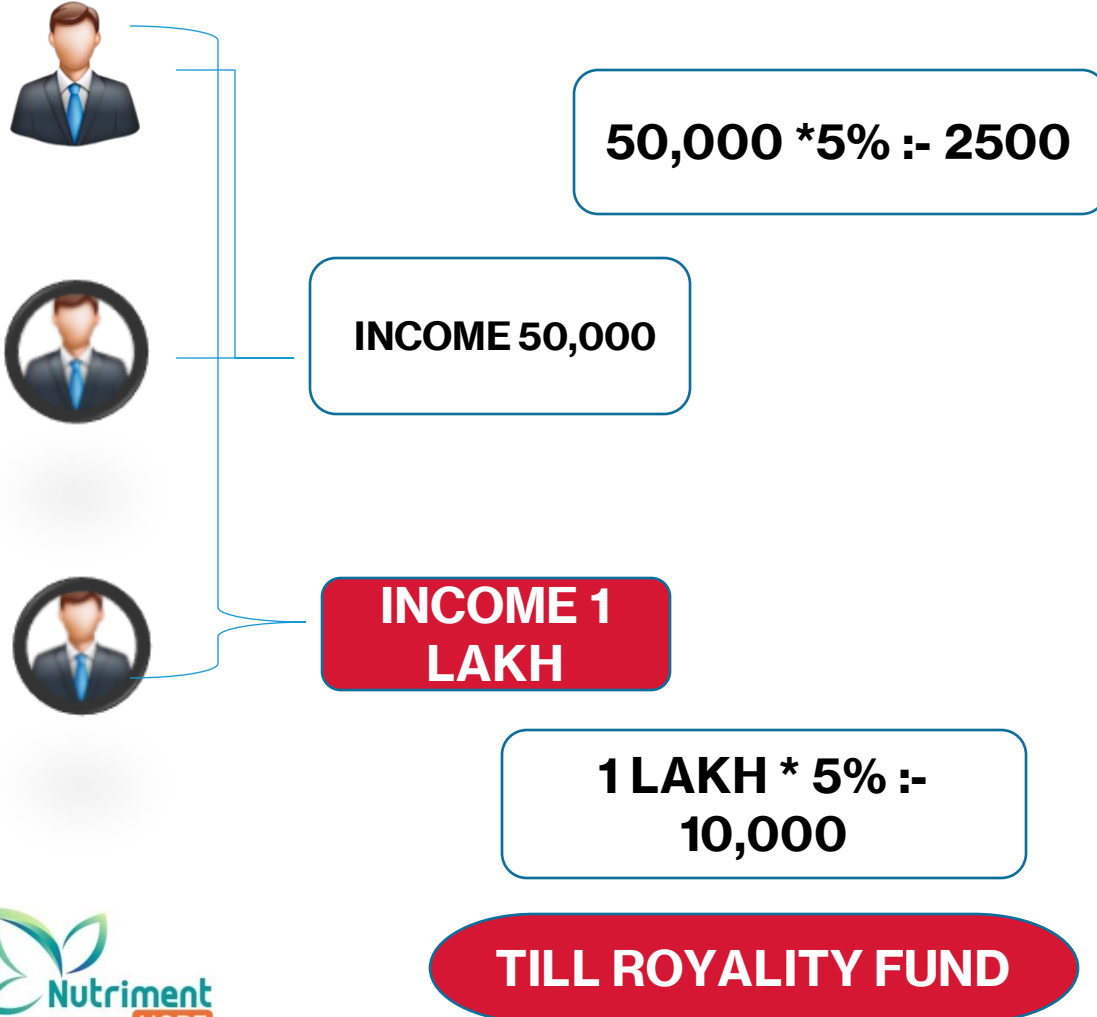 50,000 *5% :- 2500
INCOME 50,000
INCOME 1
LAKH
1 LAKH * 5% :-
10,000
TILL ROYALITY FUND
Nutriment
MORE